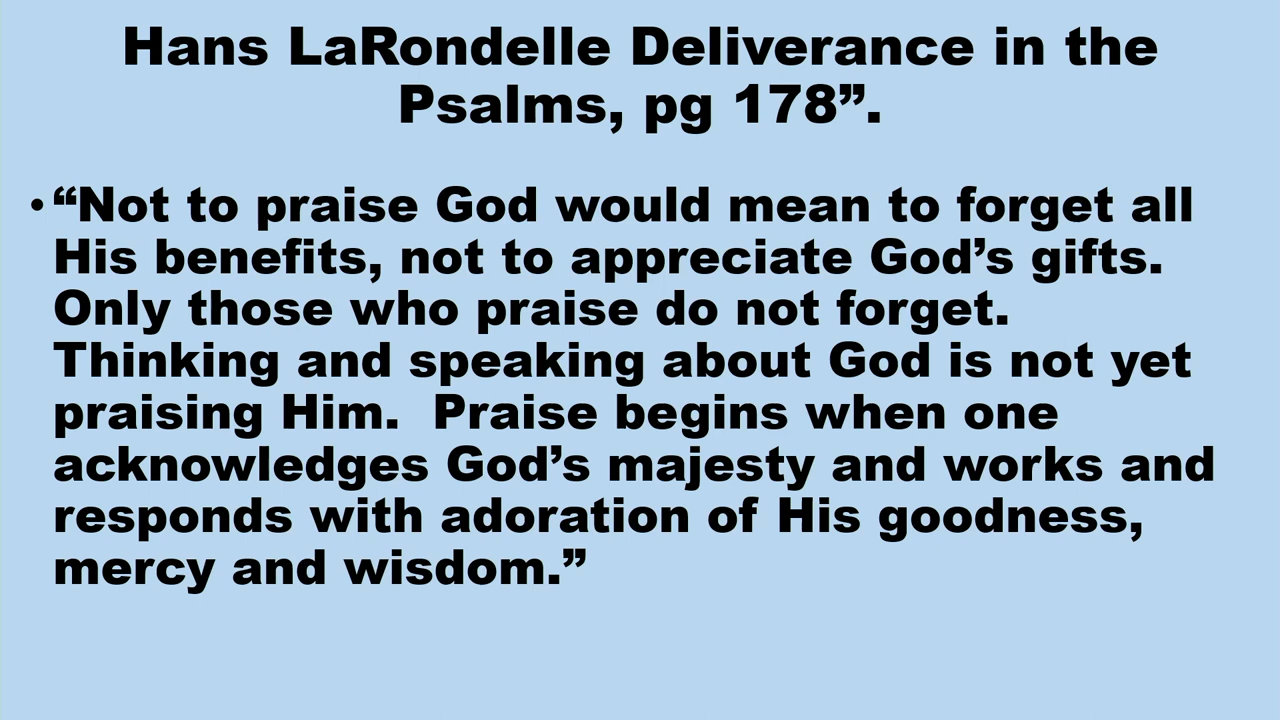 Hans LaRondelle Deliverance in the
Psalms, pg 178”.
• “Not to praise God would mean to forget all
His benefits, not to appreciate God’s gifts.
Only those who praise do not forget.
Thinking and speaking about God is not yet
praising Him.  Praise begins when one
acknowledges God’s majesty and works and
responds with adoration of His goodness,
mercy and wisdom.”